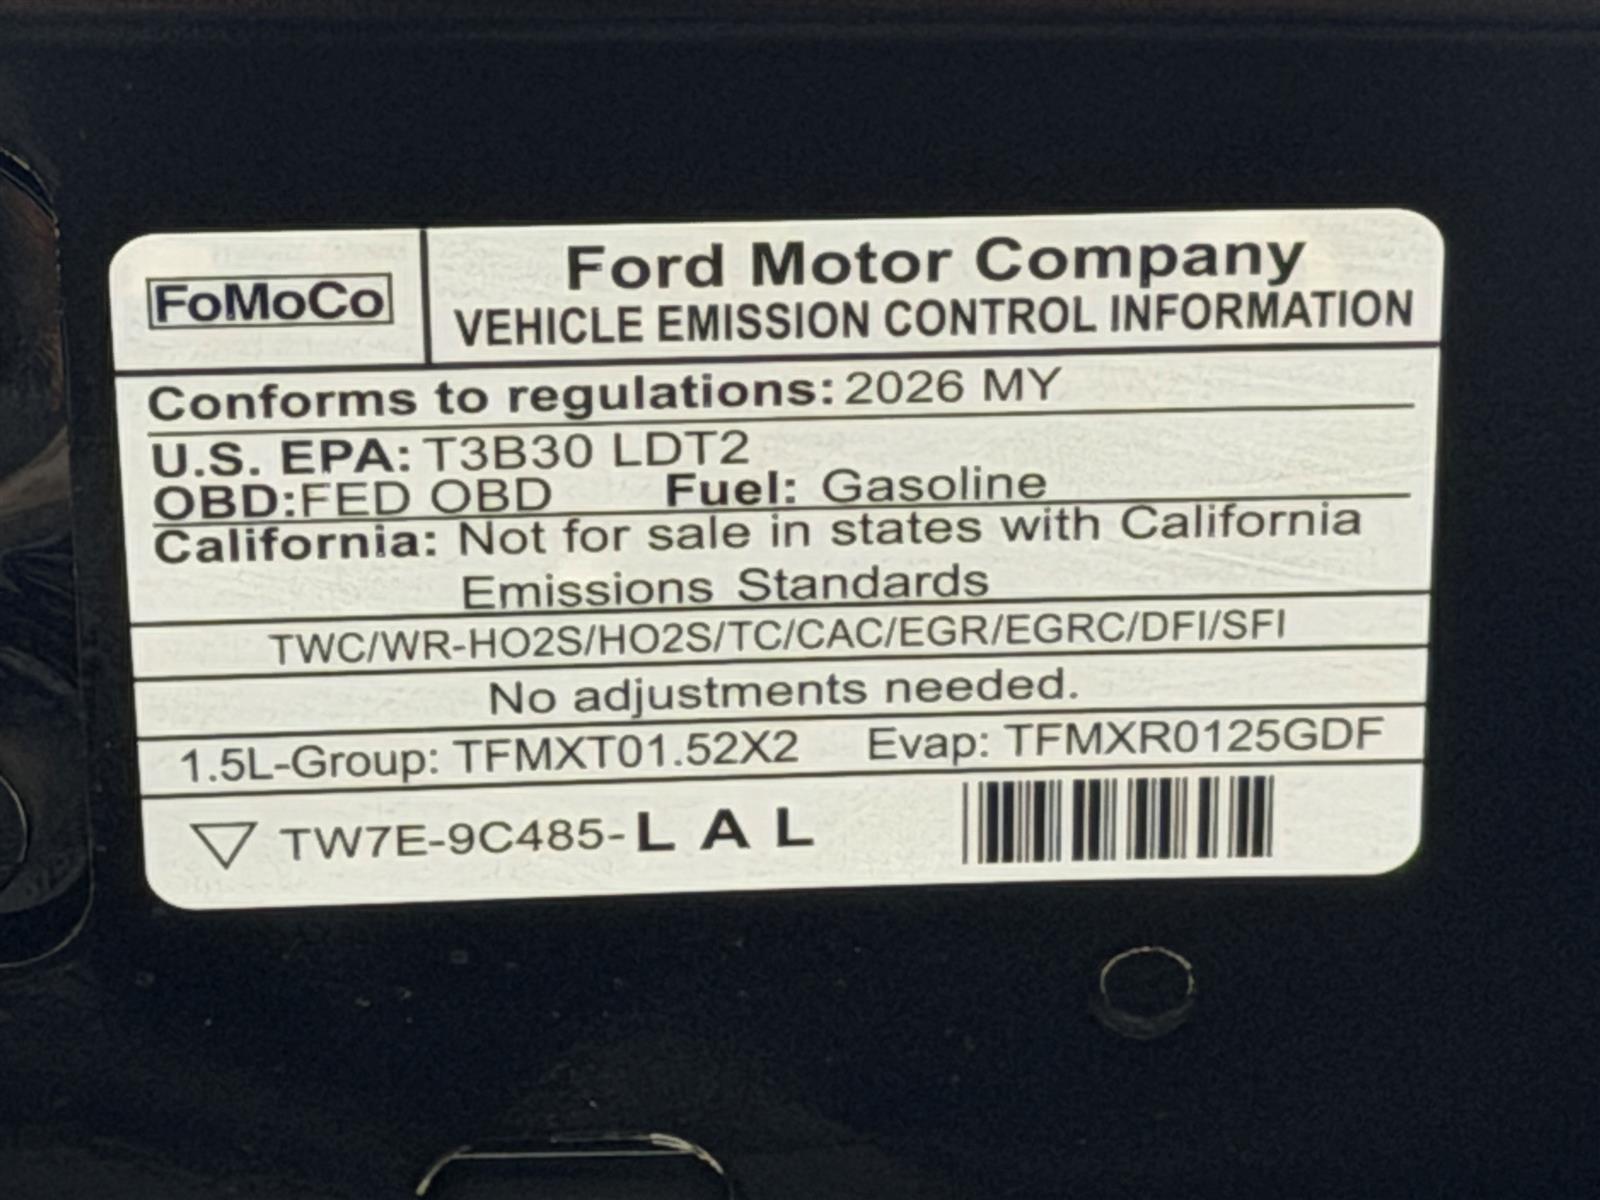 FoMoCo
Ford Motor Company
VEHICLE EMISSION CONTROL INFORMATION
Conforms to regulations: 2026 MY
U.S. EPA: T3B30 LDT2
OBD:FED OBD Fuel: Gasoline
California: Not for sale in states with California
Emissions Standards
TWC/WR-HO2S/HO2S/TC/CAC/EGR/EGRC/DFI/SFI
No adjustments needed.
1.5L-Group: TFMXT01.52X2 Evap: TFMXR0125GDF
TW7E-9C485-L A L